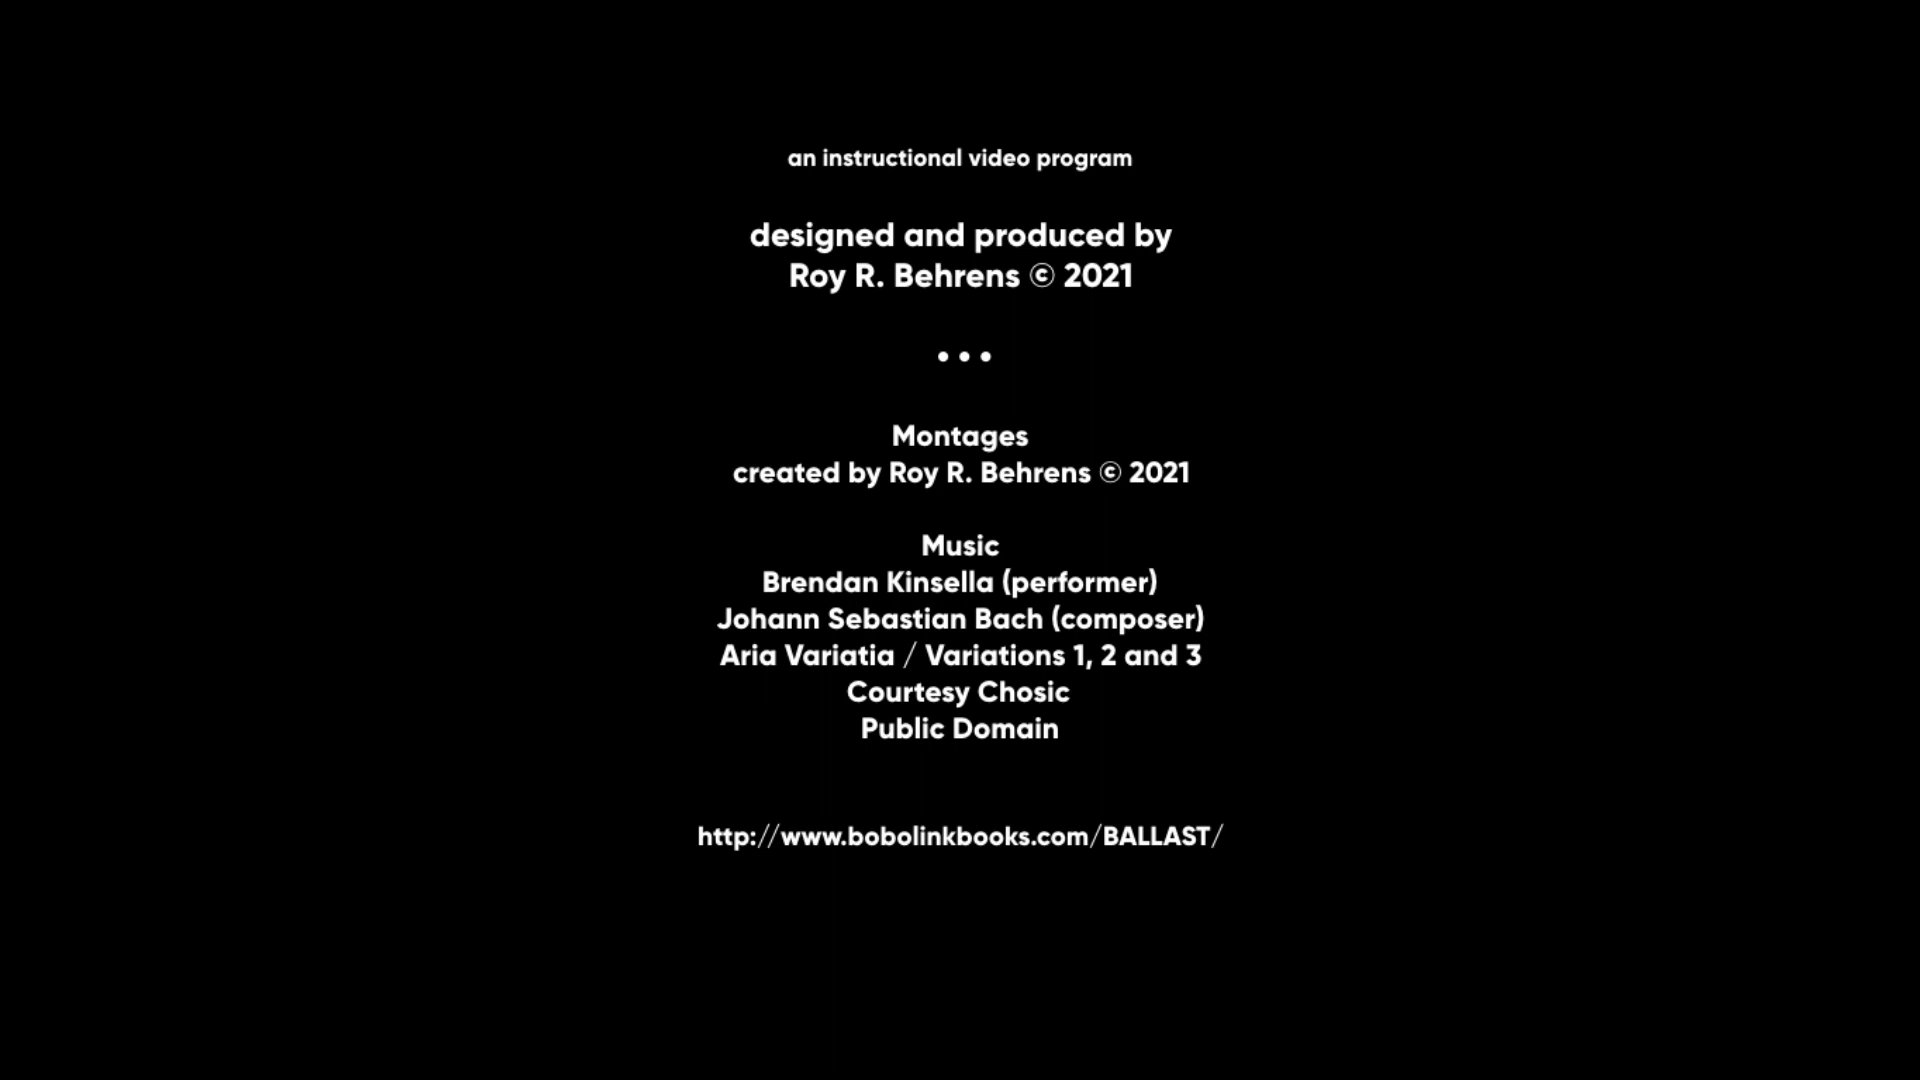 an instructional video program
designed and produced by
Roy R. Behrens © 2021
• • •
Montages
created by Roy R. Behrens © 2021
Music
Brendan Kinsella (performer)
Johann Sebastian Bach (composer)
Aria Variatia / Variations 1, 2 and 3
Courtesy Chosic
Public Domain
http://www.bobolinkbooks.com/BALLAST/